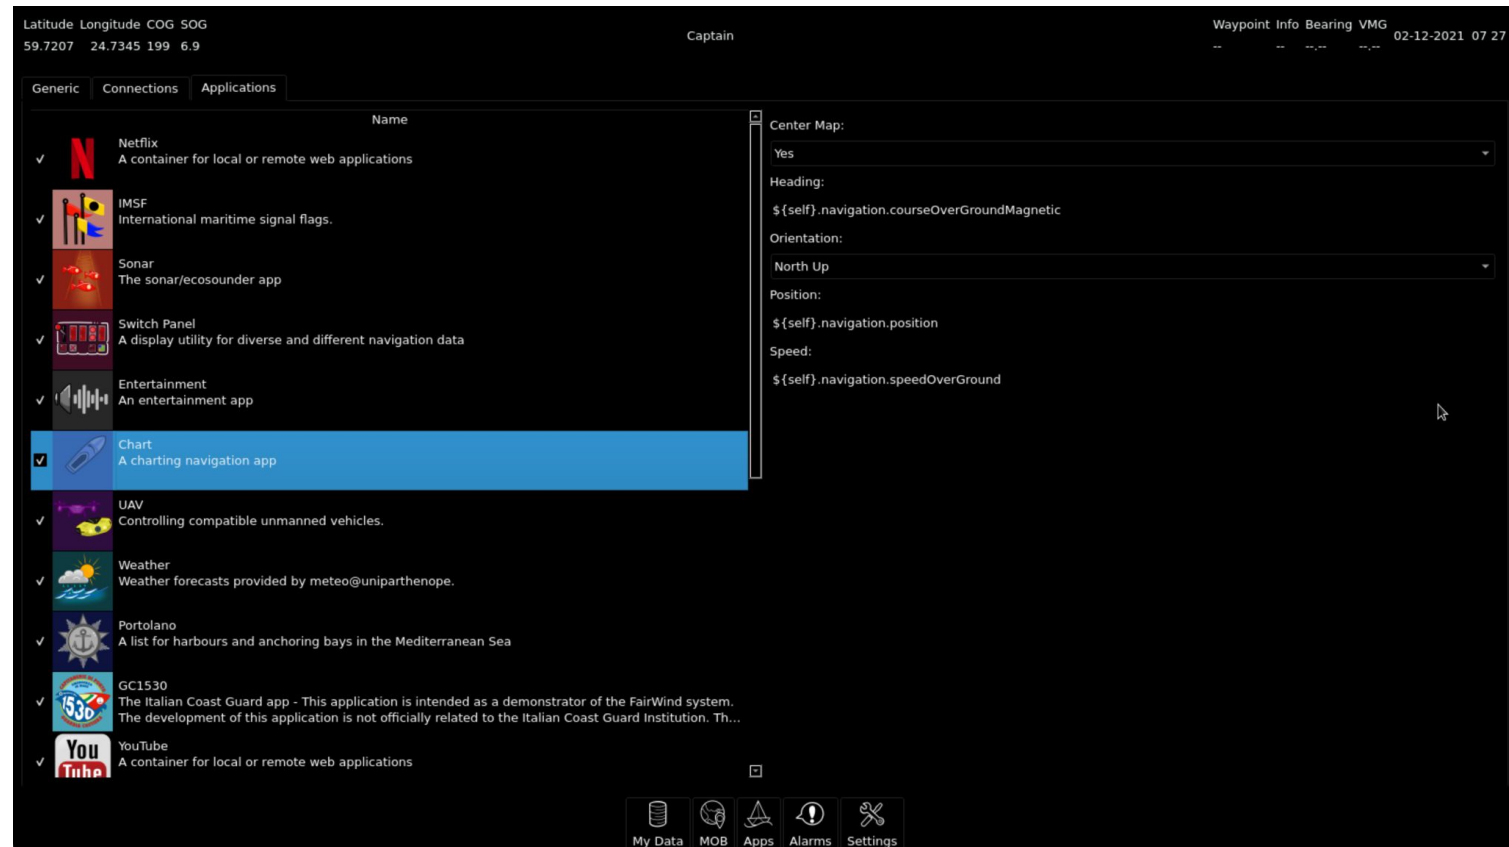 Latitude Longitude COG SOG
59.7207 24.7345 199 6.9
Captain
Waypoint Info Bearing VMG
-- -- --.-- --.--
02-12-2021 07 27
Generic Connections Applications
Name
Netflix
A container for local or remote web applications
IMSF
International maritime signal flags.
Sonar
The sonar/ecosounder app
Switch Panel
A display utility for diverse and different navigation data
Entertainment
An entertainment app
Chart
A charting navigation app
UAV
Controlling compatible unmanned vehicles.
Weather
Weather forecasts provided by meteo@uniparthenope.
Portolano
A list for harbours and anchoring bays in the Mediterranean Sea
1530
GC1530
The Italian Coast Guard app - This application is intended as a demonstrator of the FairWind system.
The development of this application is not officially related to the Italian Coast Guard Institution. Th...
You
Tube
YouTube
A container for local or remote web applications
Center Map:
Yes
Heading:
${self}.navigation.courseOverGroundMagnetic
Orientation:
North Up
Position:
${self}.navigation.position
Speed:
${self}.navigation.speedOverGround
My Data MOB Apps Alarms Settings